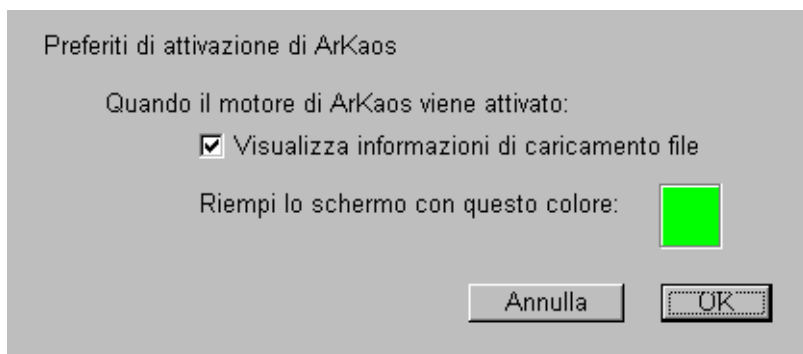 Preferiti di attivazione di ArKaos
Quando il motore di ArKaos viene attivato:
Visualizza informazioni di caricamento file
Riempi lo schermo con questo colore:
Annulla OK